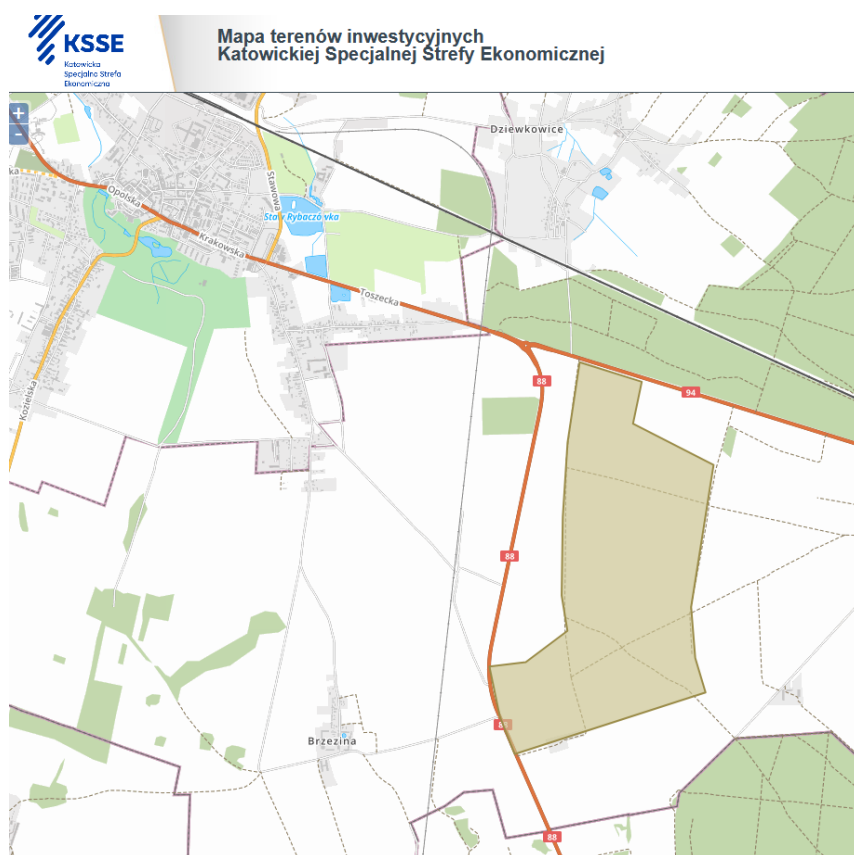 KSSE
Katowicka
Specjalna Strefa
Ekonomiczna
Mapa terenów inwestycyjnych
Katowickiej Specjalnej Strefy Ekonomicznej
+
-
Dziewkowice
ka
Opolska
Stawowa
Staw Rybaczówka
Krakowska
Toszecka
Kozielska
88
94
88
Brzezina
88
88